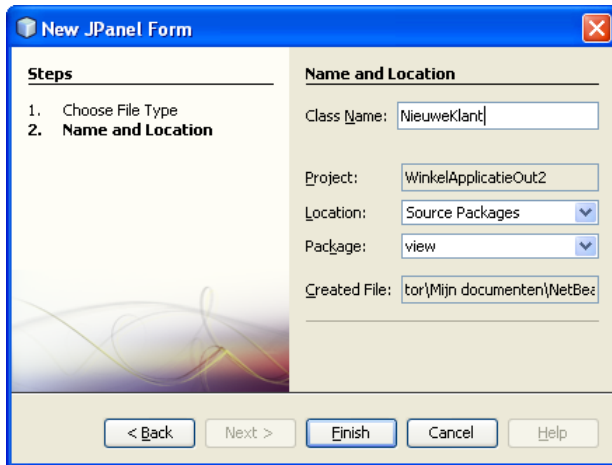 New JPanel Form
Steps
1. Choose File Type
2. Name and Location
Name and Location
Class Name: NieuweKlant
Project: WinkelApplicatieOut2
Location: Source Packages
Package: view
Created File: tor\Mijn documenten\NetBea
< Back Next > Finish Cancel Help